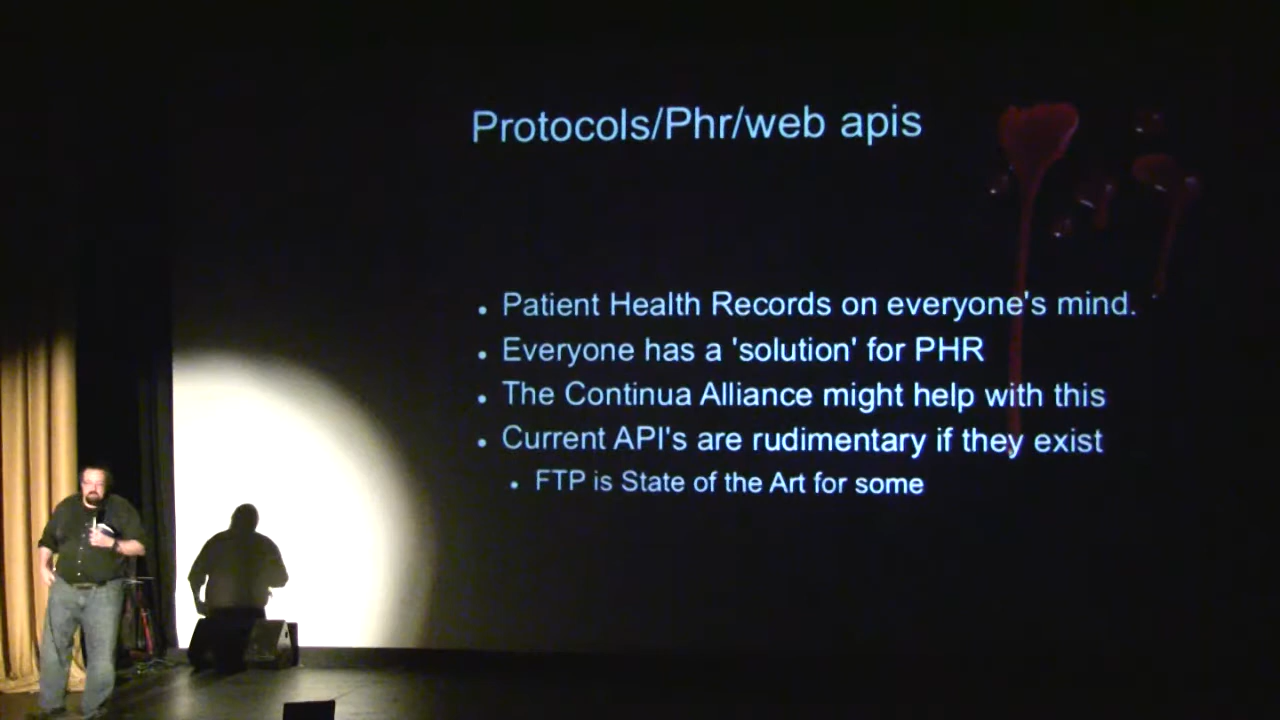 Protocols/Phr/web apis
Patient Health Records on everyone's mind.
Everyone has a 'solution' for PHR
The Continua Alliance might help with this
Current API's are rudimentary if they exist
FTP is State of the Art for some